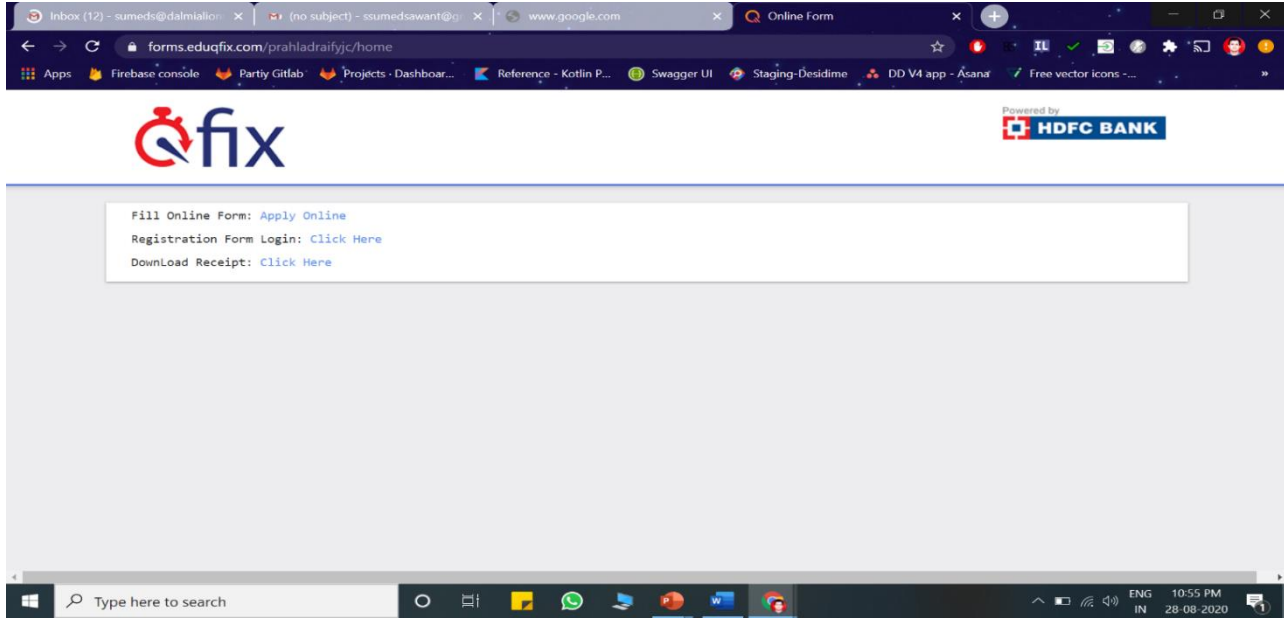 Inbox (12) - sumeds@dalmialion
(no subject) - ssumedsawant@g
www.google.com
Online Form
forms.eduqfix.com/prahladraifyjc/home
IL
Apps
Firebase console
Partiy Gitlab
Projects · Dashboar...
Reference - Kotlin P...
Swagger UI
Staging-Desidime
DD V4 app - Asana
Free vector icons -...
»
Qfix
Powered by
HDFC BANK
Fill Online Form: Apply Online
Registration Form Login: Click Here
DownLoad Receipt: Click Here
Type here to search
ENG
IN
10:55 PM
28-08-2020
1